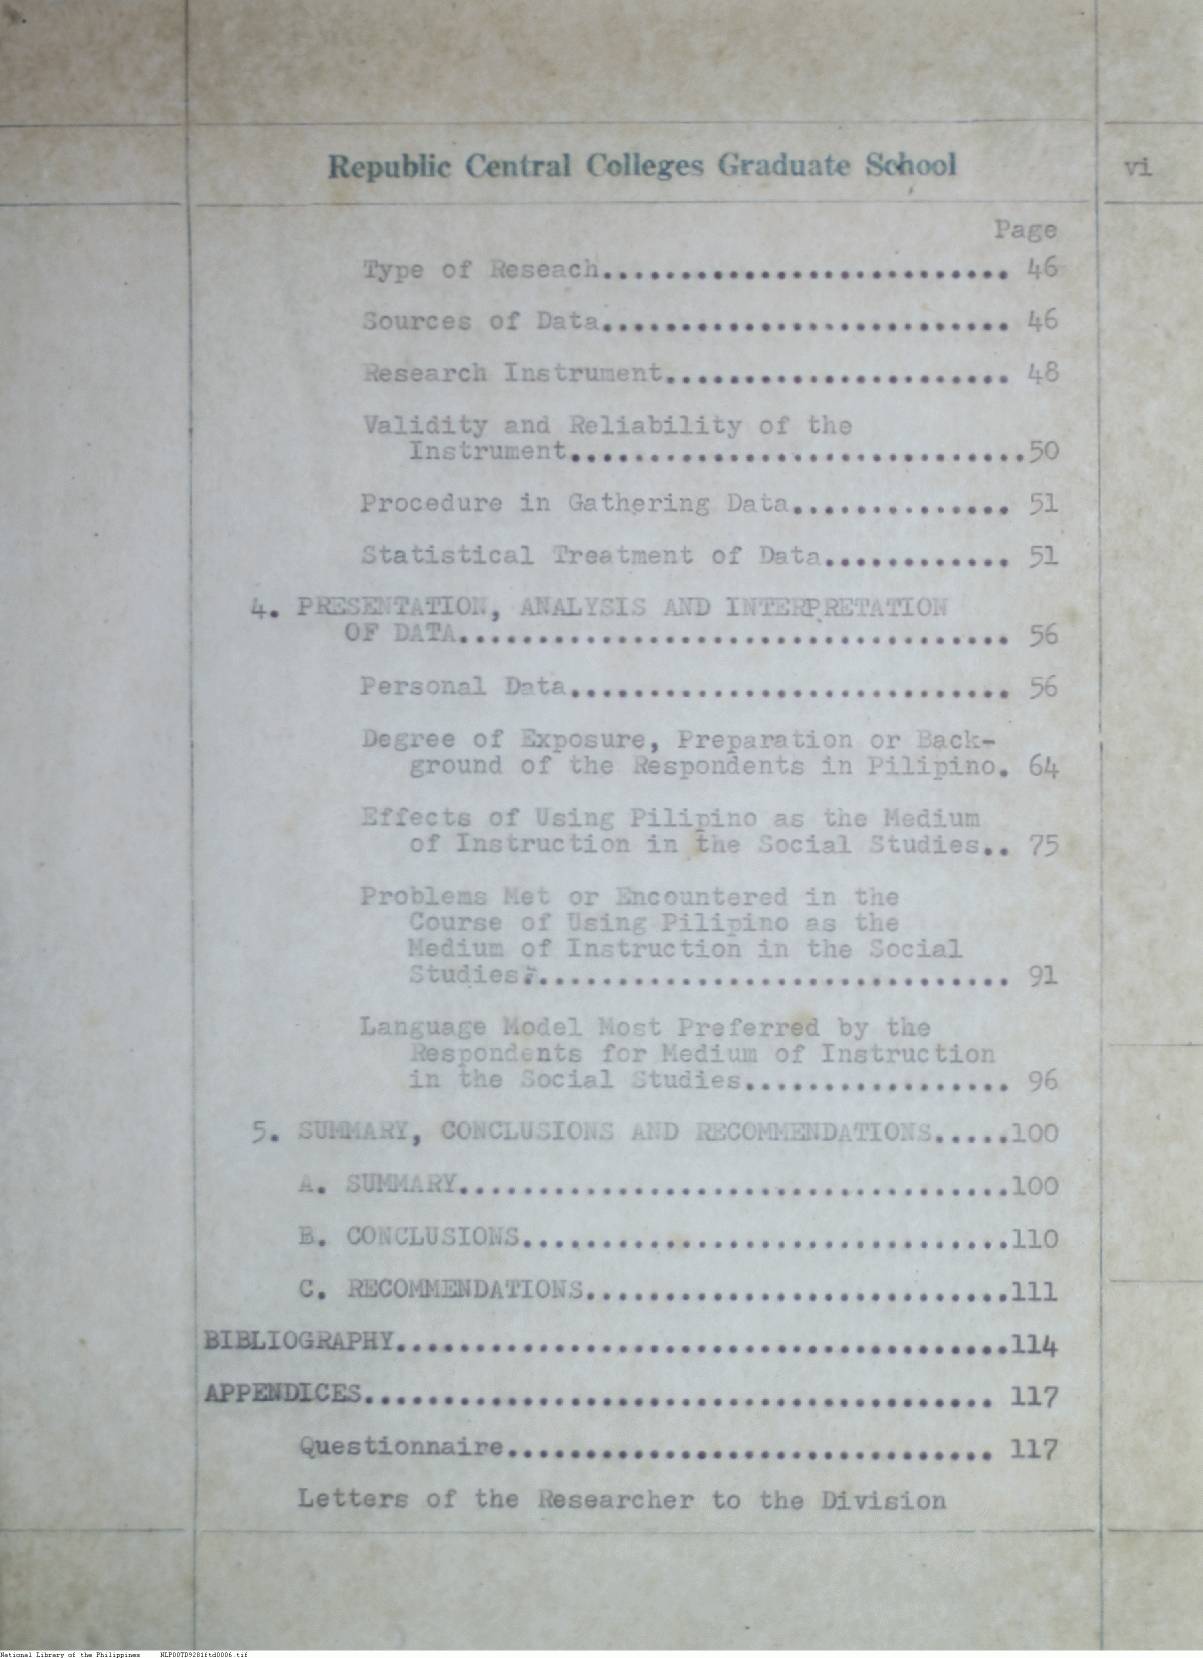 Republic Central Colleges Graduate School
vi
Page
Type of Reseach.......................... 46
Sources of Data.......................... 46
Research Instrument...................... 48
Validity and Reliability of the
Instrument.............................50
Procedure in Gathering Data.............. 51
Statistical Treatment of Data............ 51
4. PRESENTATION, ANALYSIS AND INTERPRETATION
OF DATA................................... 56
Personal Data............................ 56
Degree of Exposure, Preparation or Back-
ground of the Respondents in Pilipino. 64
Effects of Using Pilipino as the Medium
of Instruction in the Social Studies.. 75
Problems Met or Encountered in the
Course of Using Pilipino as the
Medium of Instruction in the Social
Studies............................... 91
Language Model Most Preferred by the
Respondents for Medium of Instruction
in the Social Studies................. 96
5. SUMMARY, CONCLUSIONS AND RECOMMENDATIONS.....100
A. SUMMARY...................................100
B. CONCLUSIONS...............................110
C. RECOMMENDATIONS...........................111
BIBLIOGRAPHY.......................................114
APPENDICES........................................ 117
Questionnaire............................... 117
Letters of the Researcher to the Division
National Library of the Philippines NLP00TD9281ftd0006.tif